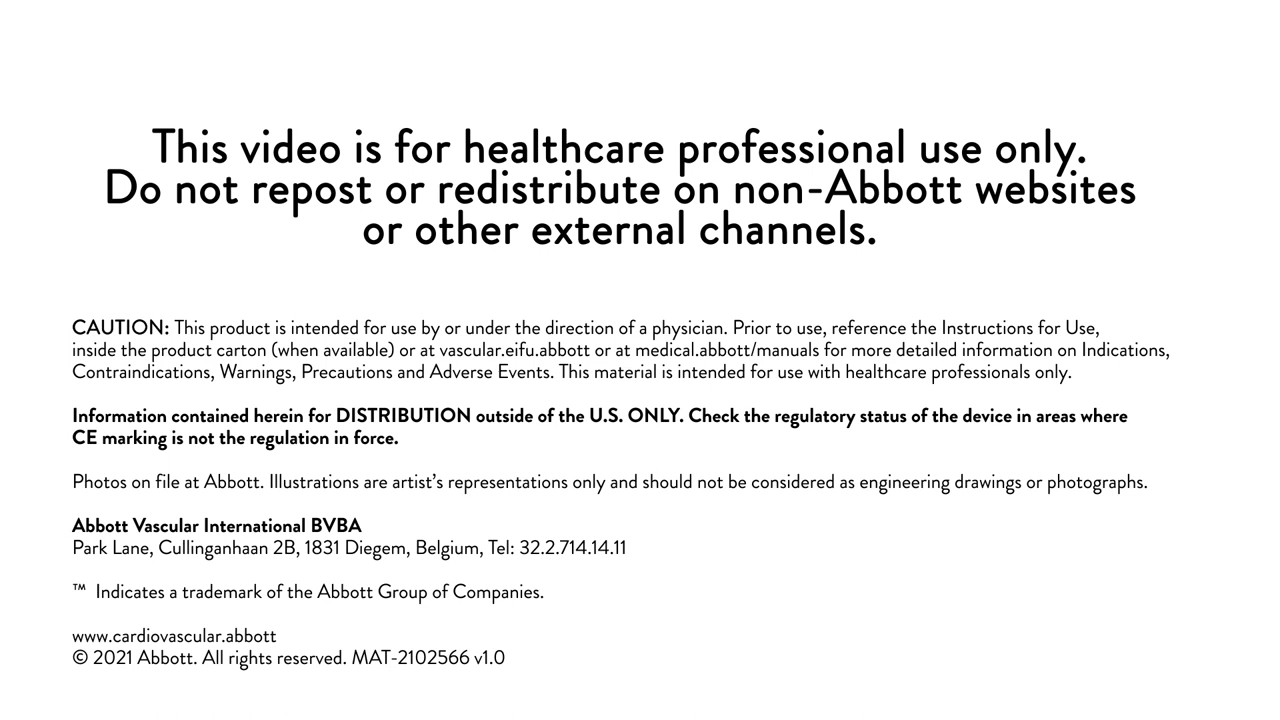 This video is for healthcare professional use only.
Do not repost or redistribute on non-Abbott websites
or other external channels.
CAUTION: This product is intended for use by or under the direction of a physician. Prior to use, reference the Instructions for Use,
inside the product carton (when available) or at vascular.eifu.abbott or at medical.abbott/manuals for more detailed information on Indications,
Contraindications, Warnings, Precautions and Adverse Events. This material is intended for use with healthcare professionals only.
Information contained herein for DISTRIBUTION outside of the U.S. ONLY. Check the regulatory status of the device in areas where
CE marking is not the regulation in force.
Photos on file at Abbott. Illustrations are artist’s representations only and should not be considered as engineering drawings or photographs.
Abbott Vascular International BVBA
Park Lane, Cullinganhaan 2B, 1831 Diegem, Belgium, Tel: 32.2.714.14.11
™ Indicates a trademark of the Abbott Group of Companies.
www.cardiovascular.abbott
© 2021 Abbott. All rights reserved. MAT-2102566 v1.0